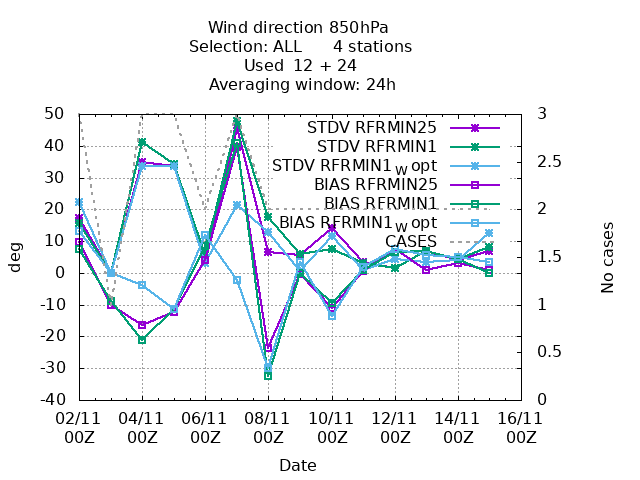 Wind direction 850hPa
Selection: ALL 4 stations
Used 12 + 24
Averaging window: 24h
50
40
30
20
10
0
-10
-20
-30
-40
deg
3
2.5
2
1.5
1
0.5
0
No cases
STDV RFRMIN25
STDV RFRMIN1
STDV RFRMIN1w opt
BIAS RFRMIN25
BIAS RFRMIN1
BIAS RFRMIN1w opt
CASES
02/11 04/11 06/11 08/11 10/11 12/11 14/11 16/11
00Z 00Z 00Z 00Z 00Z 00Z 00Z 00Z
Date